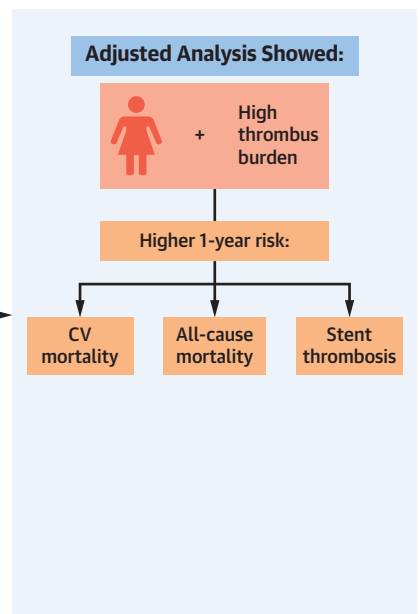 Adjusted Analysis Showed:
+
High
thrombus
burden
Higher 1-year risk:
CV
mortality
All-cause
mortality
Stent
thrombosis